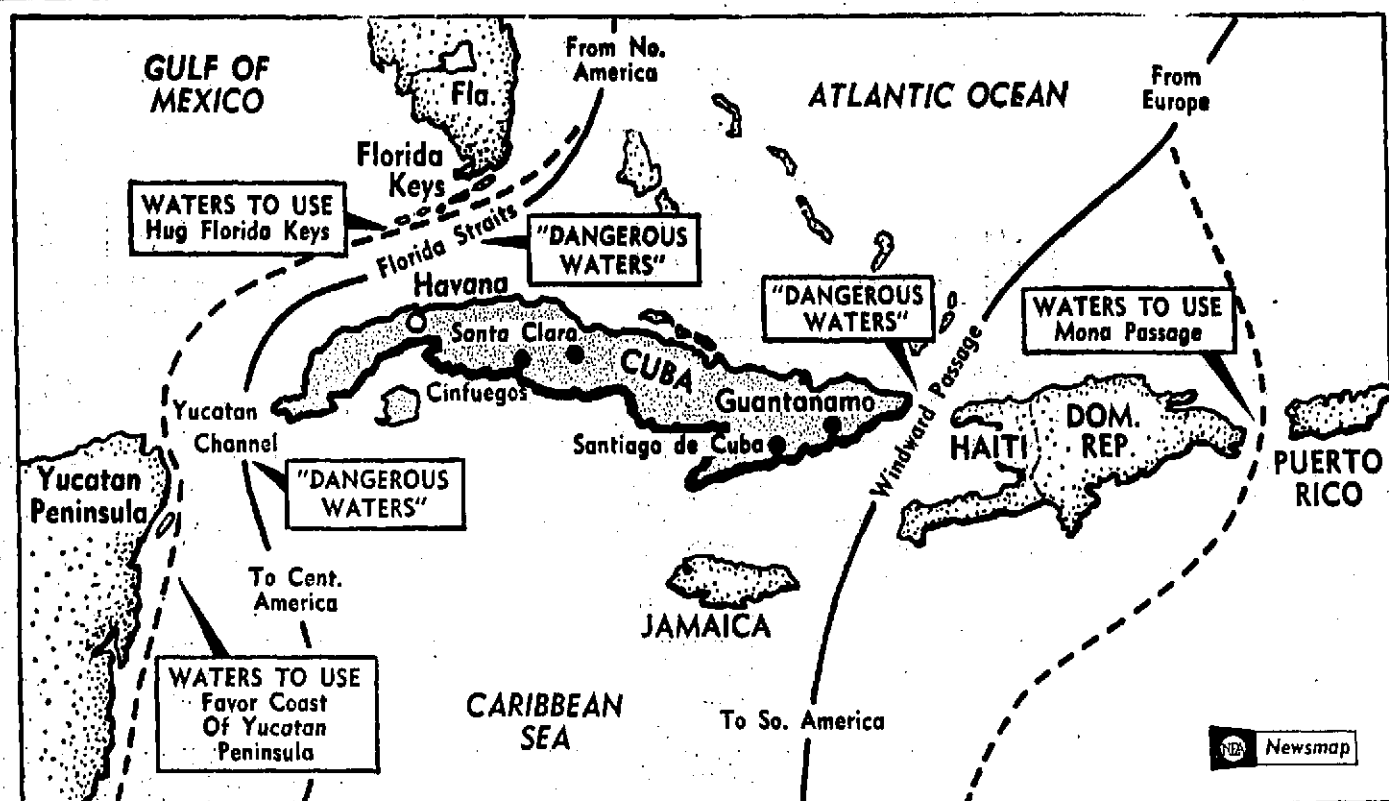 GULF OF
MEXICO
Fla.
From No.
America
ATLANTIC OCEAN
From
Europe
Florida
Keys
WATERS TO USE
Hug Florida Keys
Florida Straits
"DANGEROUS
WATERS"
Havana
Santa Clara
CUBA
Cinfuegos
Guantanamo
Santiago de Cuba
"DANGEROUS
WATERS"
Windward Passage
WATERS TO USE
Mona Passage
HAITI
DOM.
REP.
PUERTO
RICO
Yucatan
Channel
Yucatan
Peninsula
"DANGEROUS
WATERS"
To Cent.
America
JAMAICA
WATERS TO USE
Favor Coast
Of Yucatan
Peninsula
CARIBBEAN
SEA
To So. America
NEA Newsmap